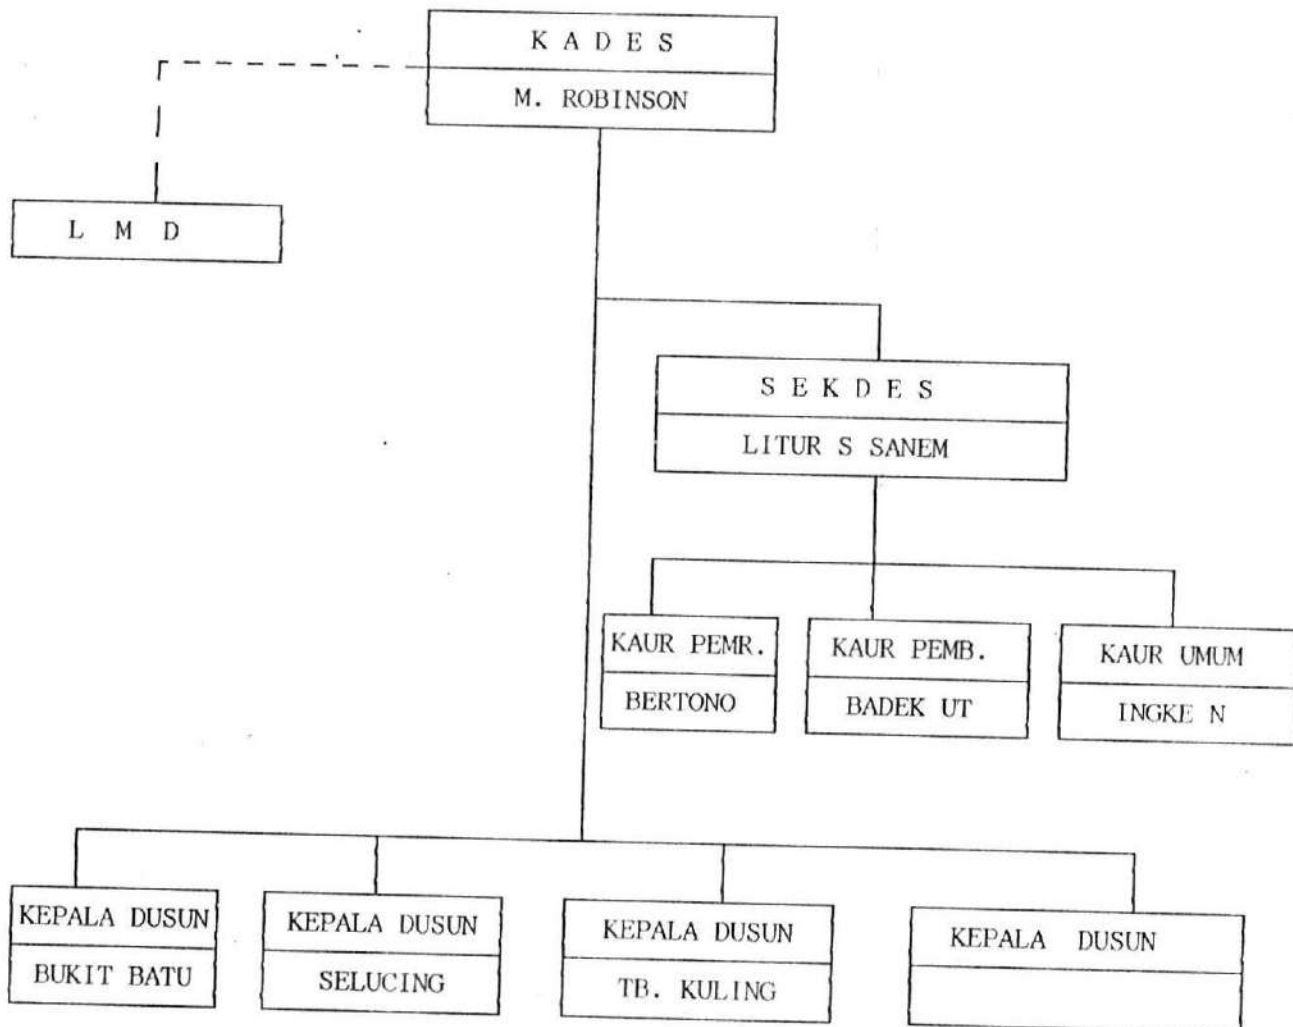 K A D E S
M. ROBINSON
L M D
S E K D E S
LITUR S SANEM
KAUR PEMR.
BERTONO
KAUR PEMB.
BADEK UT
KAUR UMUM
INGKE N
KEPALA DUSUN
BUKIT BATU
KEPALA DUSUN
SELUCING
KEPALA DUSUN
TB. KULING
KEPALA DUSUN